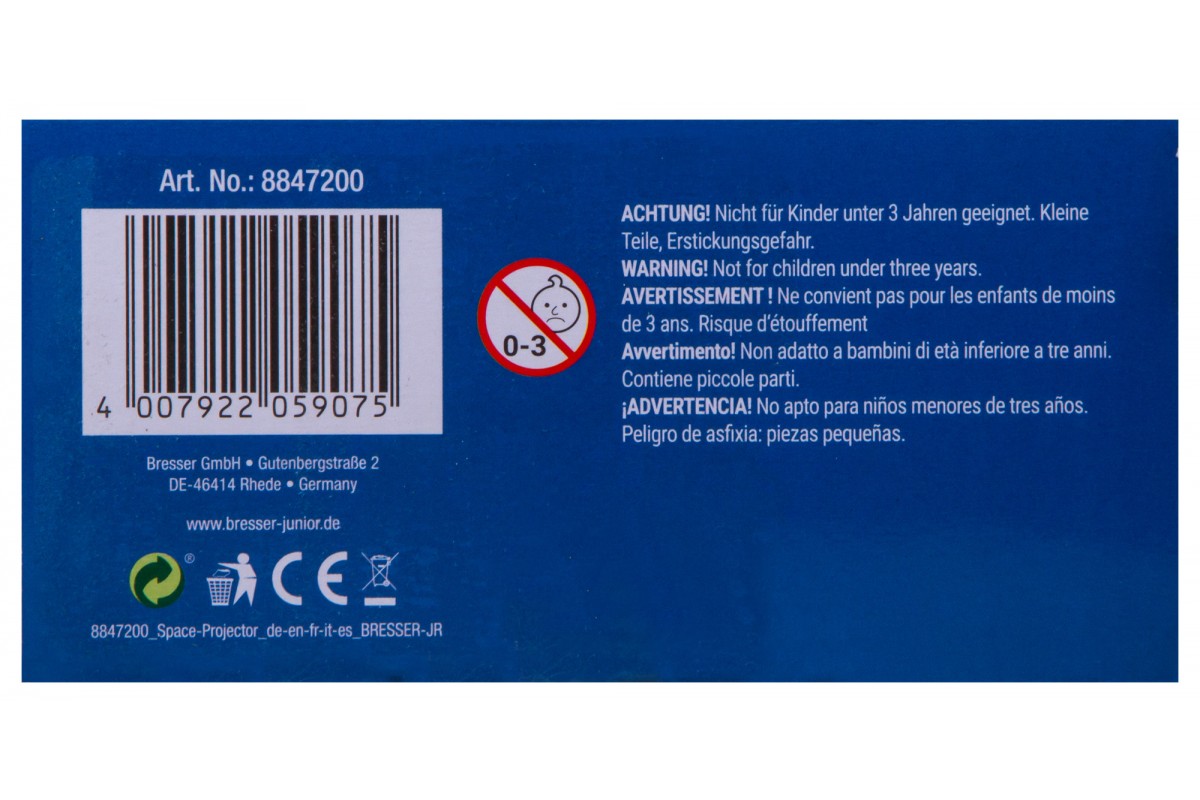 Art. No.: 8847200
4 007922 059075
Bresser GmbH • Gutenbergstraße 2
DE-46414 Rhede • Germany
www.bresser-junior.de
®
CE
8847200_Space-Projector_de-en-fr-it-es_BRESSER-JR
0-3
ACHTUNG! Nicht für Kinder unter 3 Jahren geeignet. Kleine
Teile, Erstickungsgefahr.
WARNING! Not for children under three years.
AVERTISSEMENT ! Ne convient pas pour les enfants de moins
de 3 ans. Risque d'étouffement
Avvertimento! Non adatto a bambini di età inferiore a tre anni.
Contiene piccole parti.
¡ADVERTENCIA! No apto para niños menores de tres años.
Peligro de asfixia: piezas pequeñas.